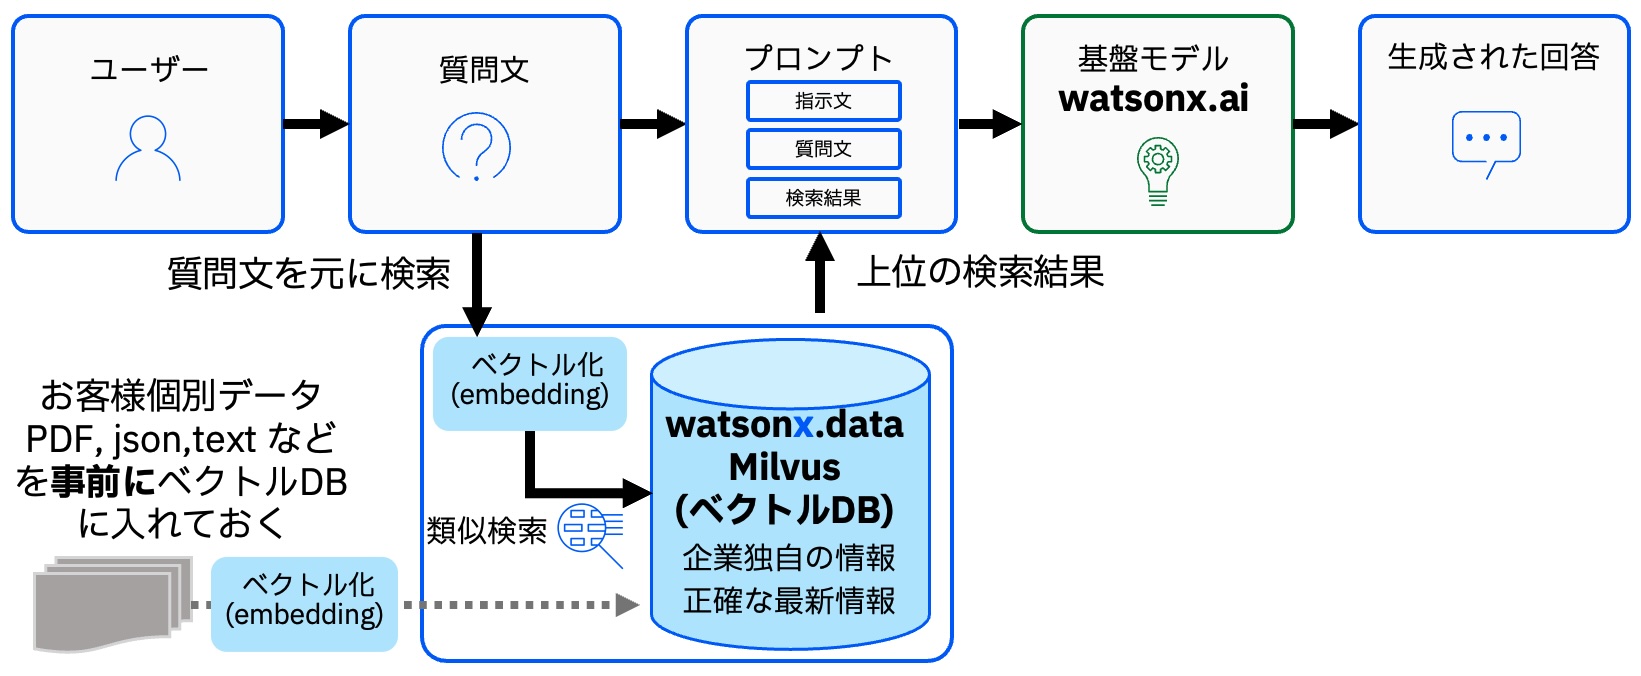 ユーザー
質問文
プロンプト
指示文
質問文
検索結果
基盤モデル
watsonx.ai
生成された回答
質問文を元に検索
上位の検索結果
ベクトル化
(embedding)
watsonx.data
Milvus
(ベクトルDB)
企業独自の情報
正確な最新情報
類似検索
お客様個別データ
PDF, json,text など
を事前にベクトルDB
に入れておく
ベクトル化
(embedding)